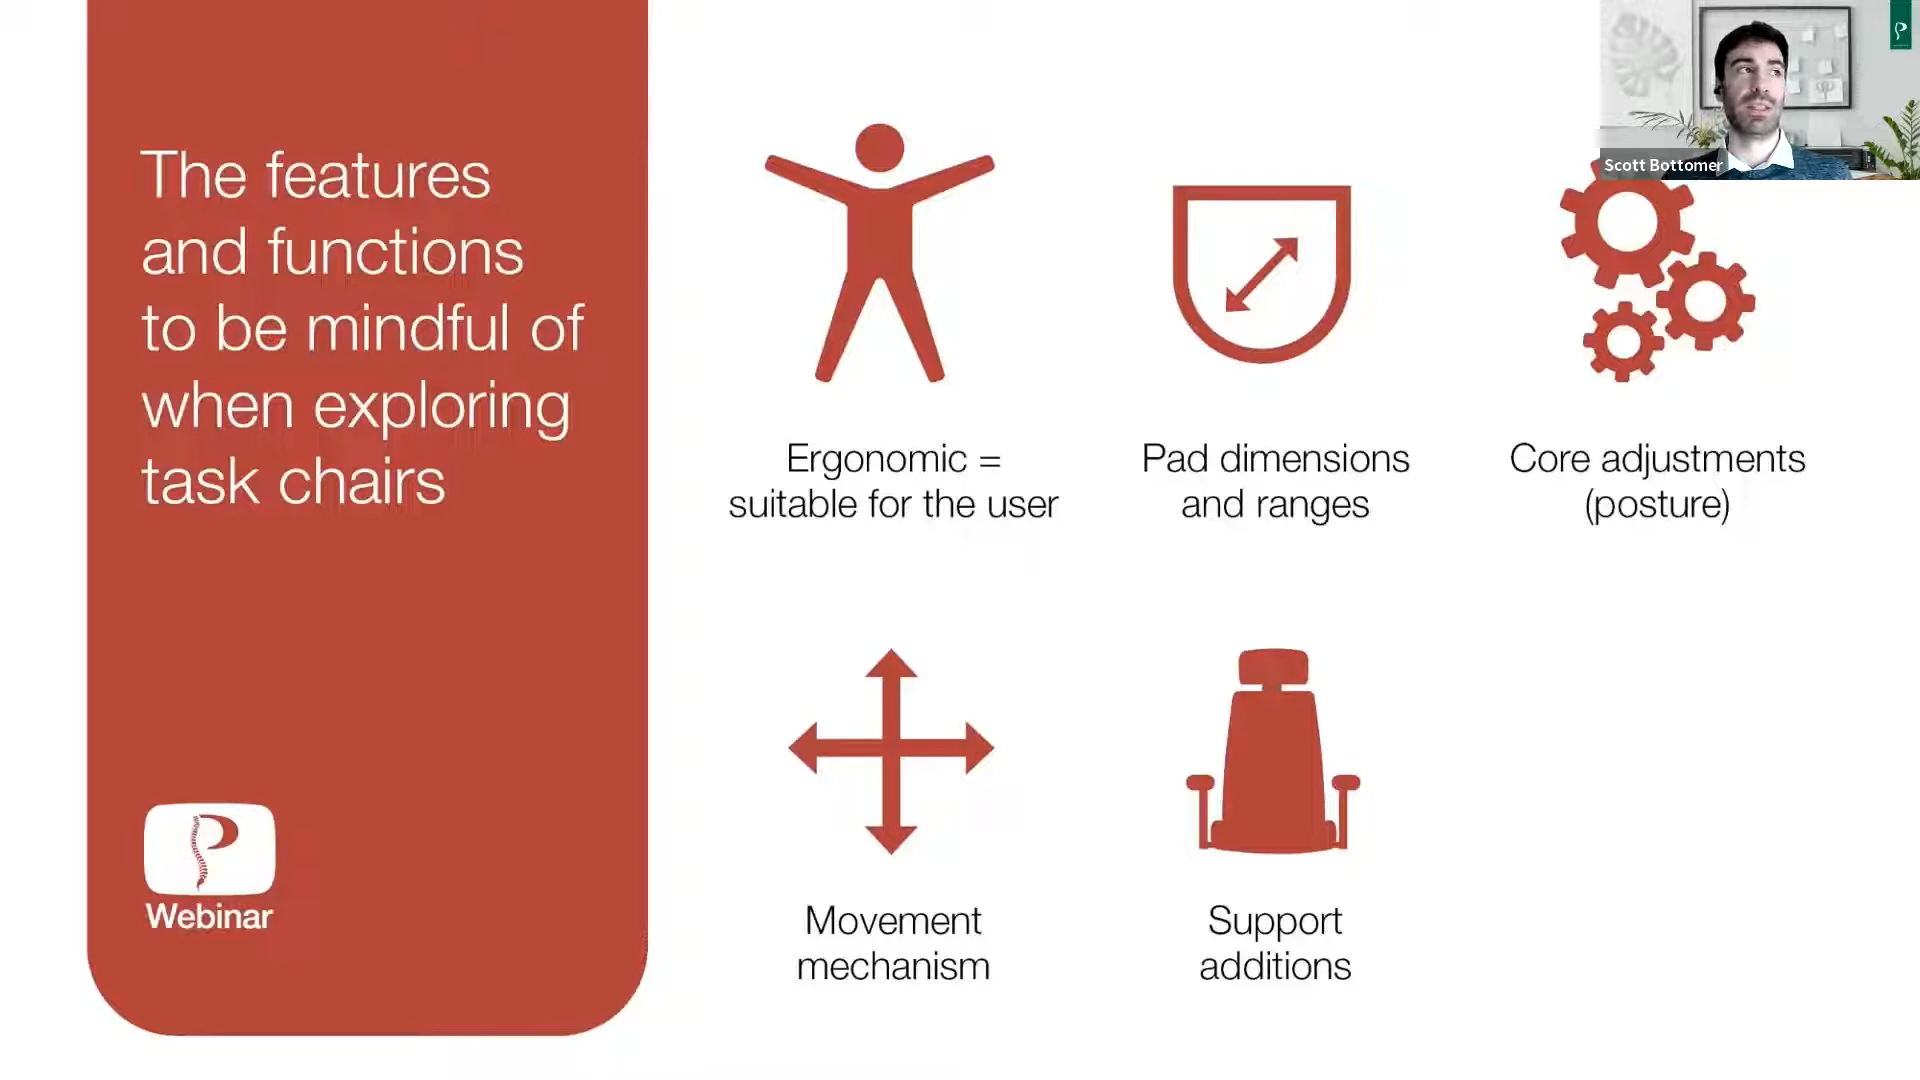 The features
and functions
to be mindful of
when exploring
task chairs
Webinar
Ergonomic =
suitable for the user
Pad dimensions
and ranges
Core adjustments
(posture)
Movement
mechanism
Support
additions
Scott Bottomer